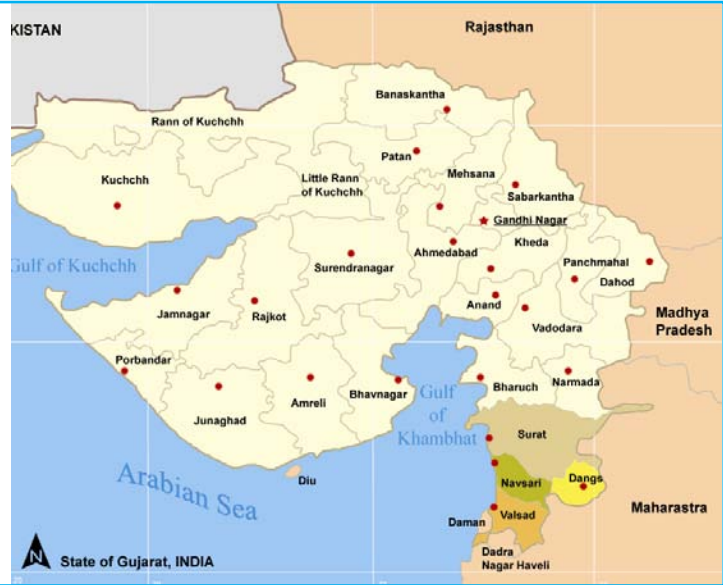 KISTAN
Rajasthan
Banaskantha
Rann of Kuchchh
Patan
Mehsana
Kuchchh
Little Rann
of Kuchchh
Sabarkantha
Gandhi Nagar
Gulf of Kuchchh
Ahmedabad
Kheda
Surendranagar
Panchmahal
Dahod
Anand
Jamnagar
Rajkot
Vadodara
Madhya
Pradesh
Porbandar
Junaghad
Amreli
Bhavnagar
Gulf
of
Khambhat
Bharuch
Narmada
Surat
Arabian Sea
Diu
Navsari
Dangs
Valsad
Daman
Maharastra
Dadra
Nagar Haveli
N
State of Gujarat, INDIA